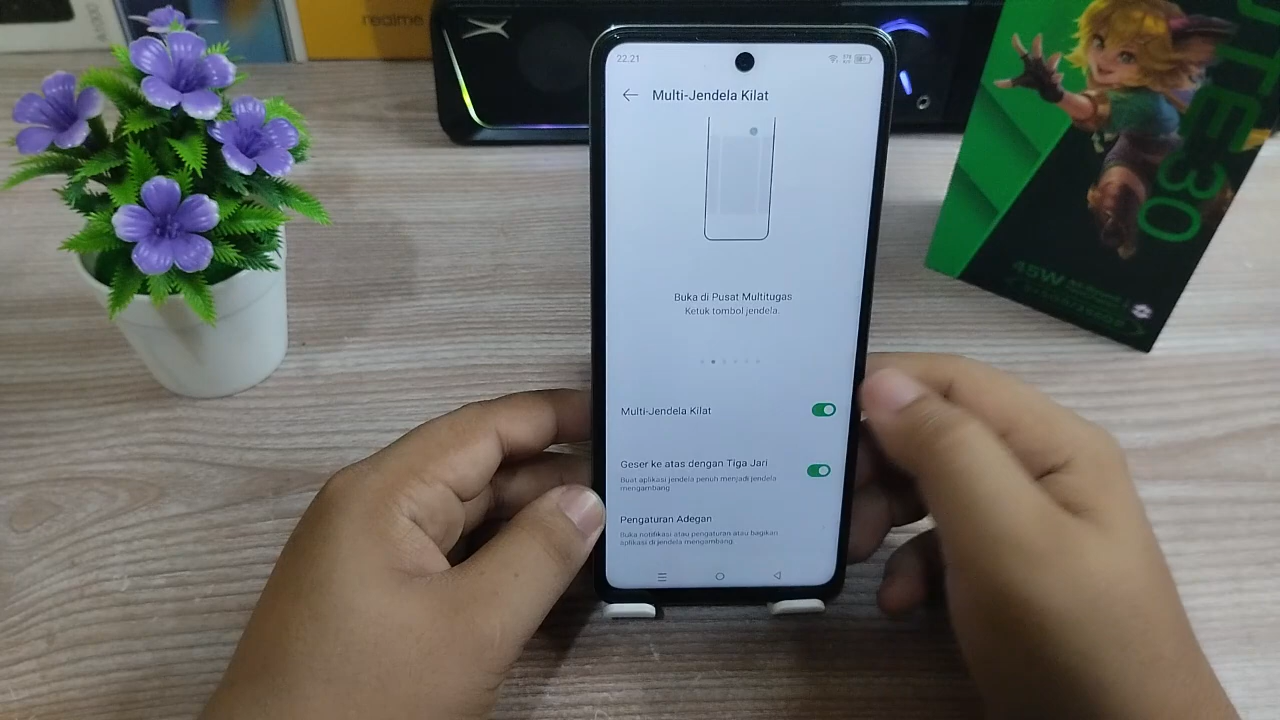 realme
22.21
Multi-Jendela Kilat
Buka di Pusat Multitugas
Ketuk tombol jendela.
Multi-Jendela Kilat
Geser ke atas dengan Tiga Jari
Buat aplikasi jendela penuh menjadi jendela
mengambang
Pengaturan Adegan
Buka notifikasi atau pengaturan atau bagikan
aplikasi di jendela mengambang.
OTE30
45W